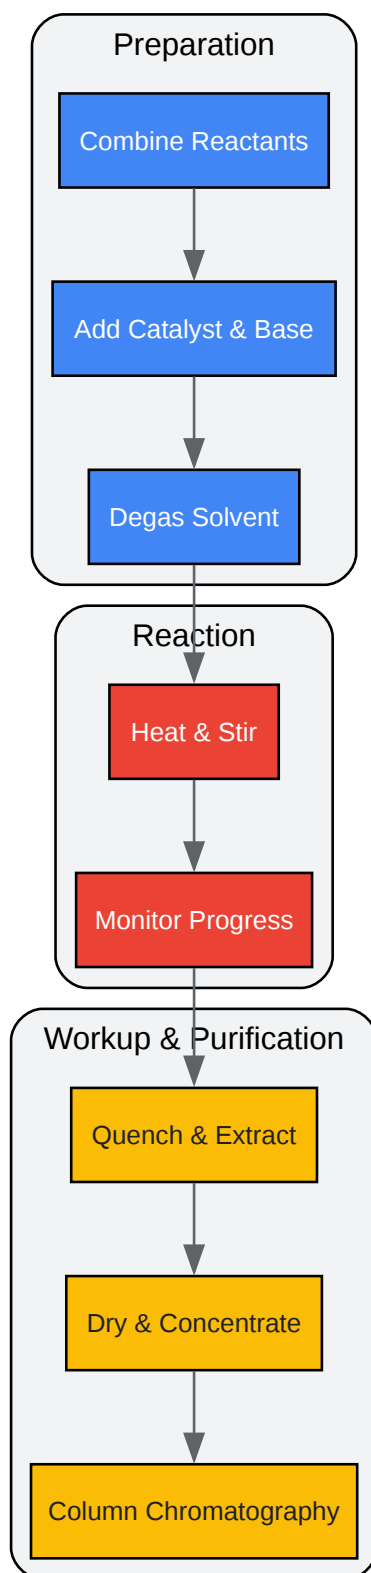 Preparation
Combine Reactants
Add Catalyst & Base
Degas Solvent
Reaction
Heat & Stir
Monitor Progress
Workup & Purification
Quench & Extract
Dry & Concentrate
Column Chromatography